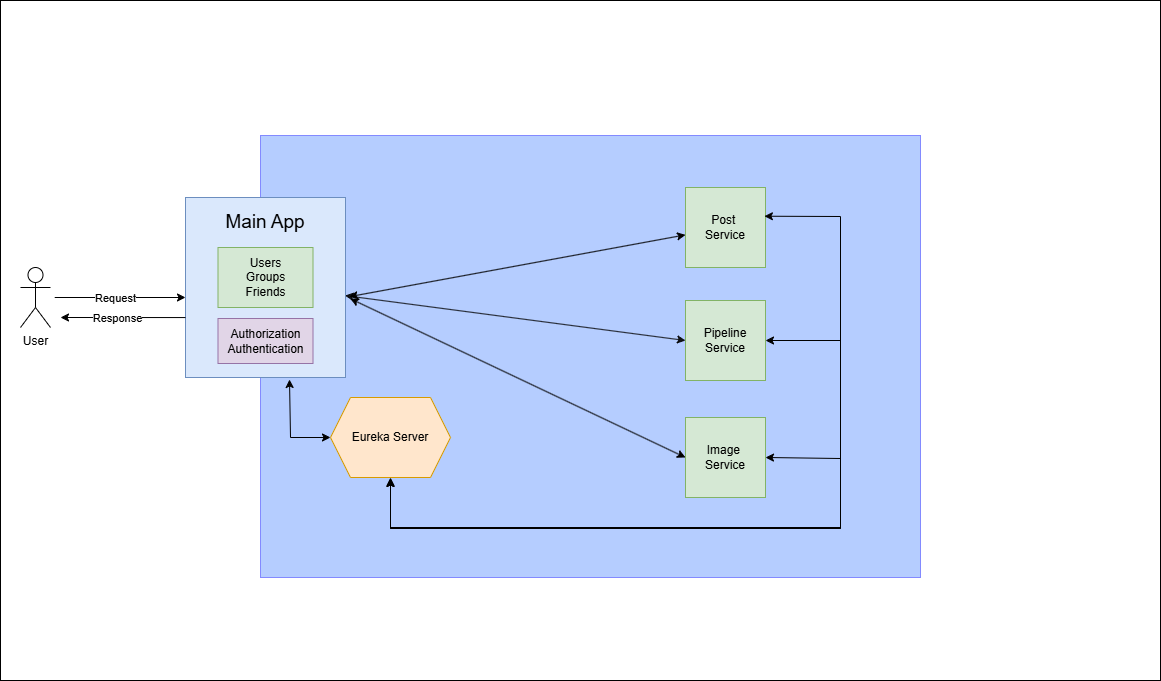 Main App
Users
Groups
Friends
Authorization
Authentication
Request
Response
User
Eureka Server
Post
Service
Pipeline
Service
Image
Service